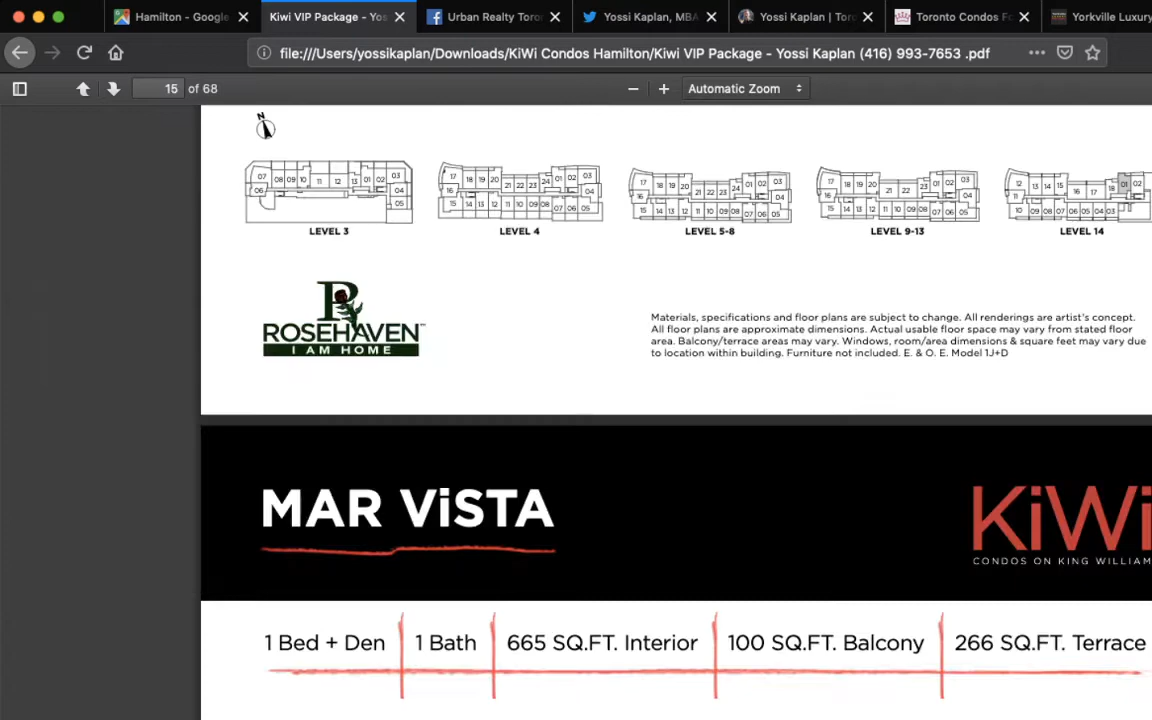 Hamilton - Google
Kiwi VIP Package - Yos
Urban Realty Toro
Yossi Kaplan, MBA
Yossi Kaplan | Toro
Toronto Condos F
Yorkville Luxury
file:///Users/yossikaplan/Downloads/KiWi Condos Hamilton/Kiwi VIP Package - Yossi Kaplan (416) 993-7653 .pdf
15 of 68
Automatic Zoom
N
LEVEL 3
LEVEL 4
LEVEL 5-8
LEVEL 9-13
LEVEL 14
R
ROSEHAVEN™
I AM HOME
Materials, specifications and floor plans are subject to change. All renderings are artist's concept.
All floor plans are approximate dimensions. Actual usable floor space may vary from stated floor
area. Balcony/terrace areas may vary. Windows, room/area dimensions & square feet may vary due
to location within building. Furniture not included. E. & O. E. Model 1J+D
MAR ViSTA
KiWi
CONDOS ON KING WILLIAM
1 Bed + Den
1 Bath
665 SQ.FT. Interior
100 SQ.FT. Balcony
266 SQ.FT. Terrace